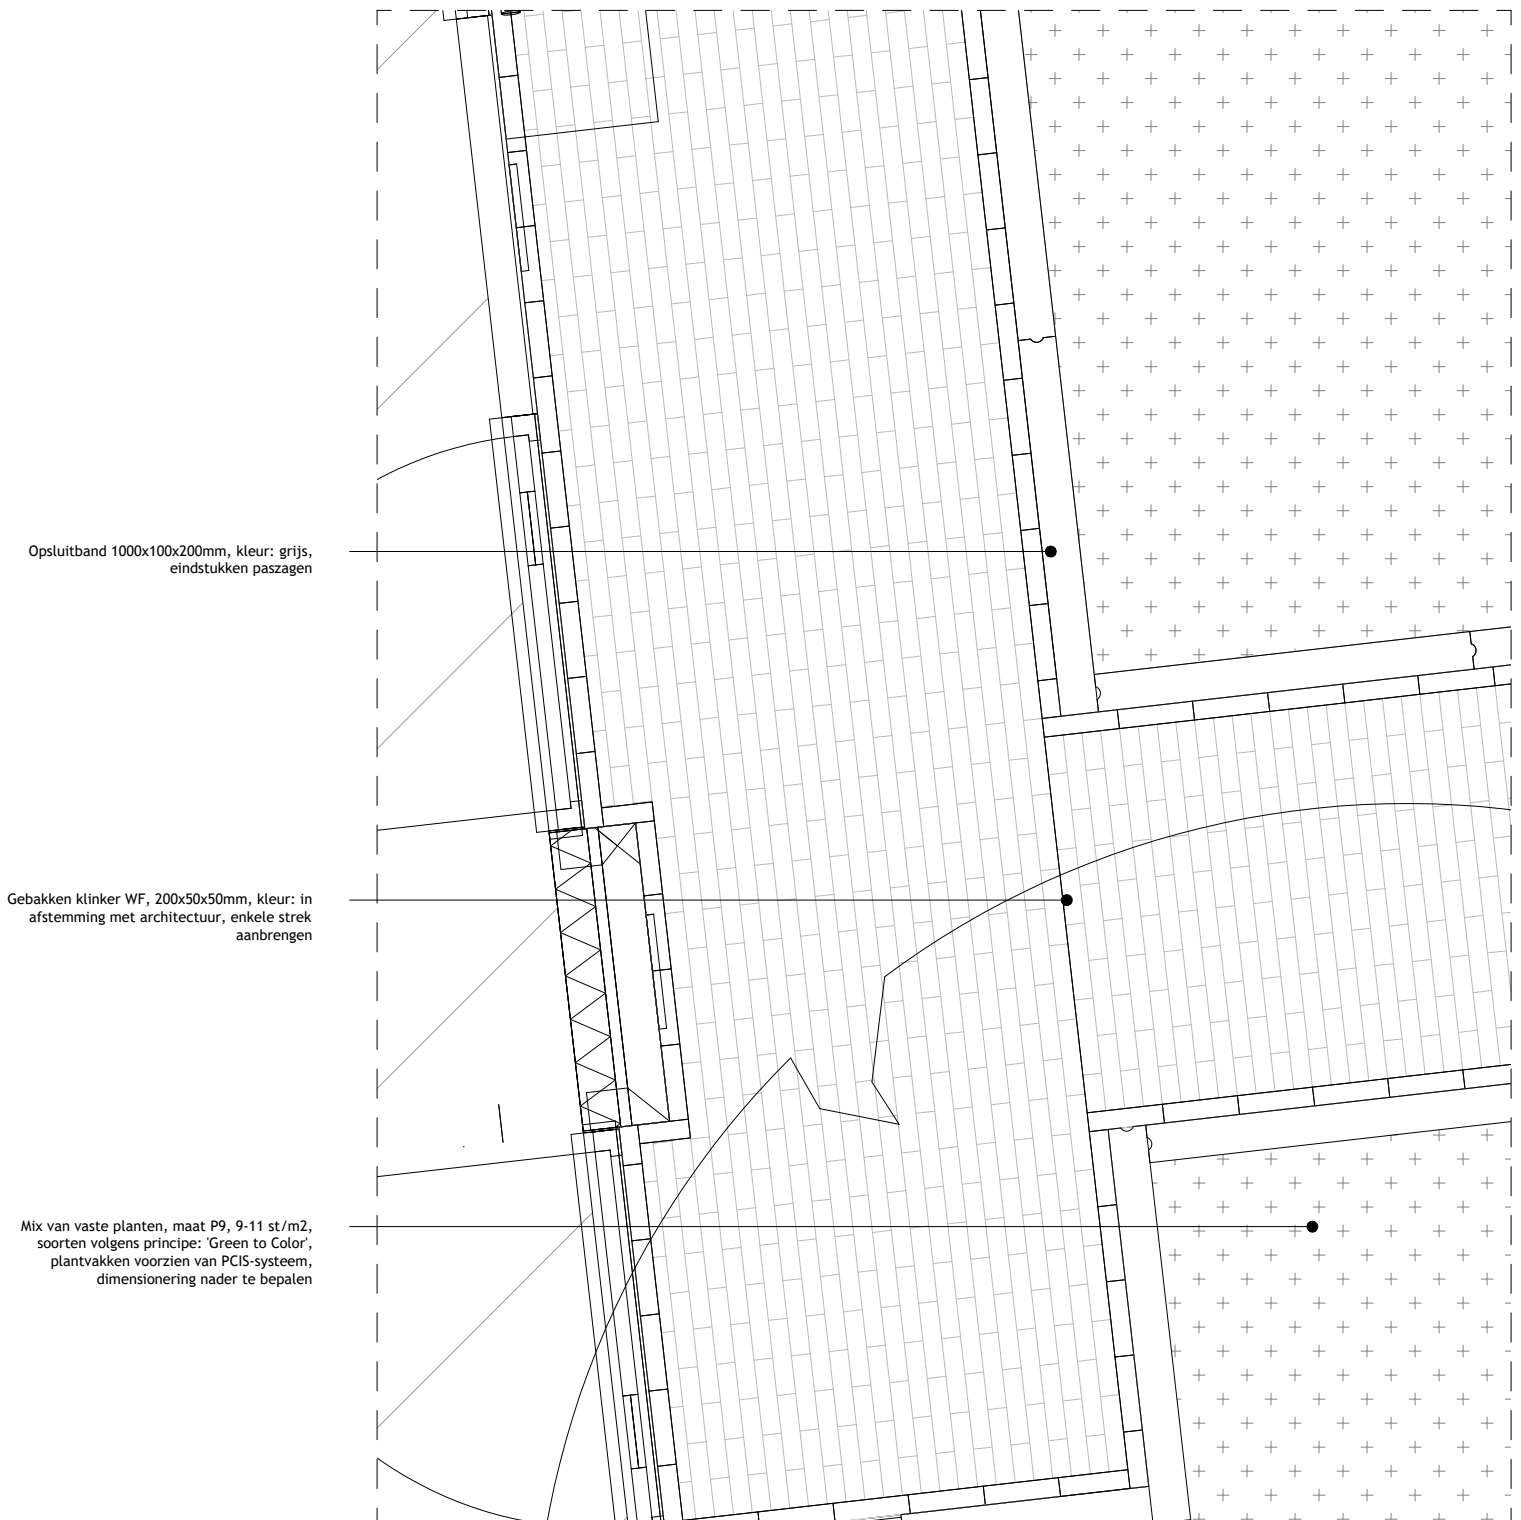 Opsluitband 1000x100x200mm, kleur: grijs,
eindstukken paszagen
Gebakken klinker WF, 200x50x50mm, kleur: in
afstemming met architectuur, enkele strek
aanbrengen
Mix van vaste planten, maat P9, 9-11 st/m2,
soorten volgens principe: 'Green to Color',
plantvakken voorzien van PCIS-systeem,
dimensionering nader te bepalen